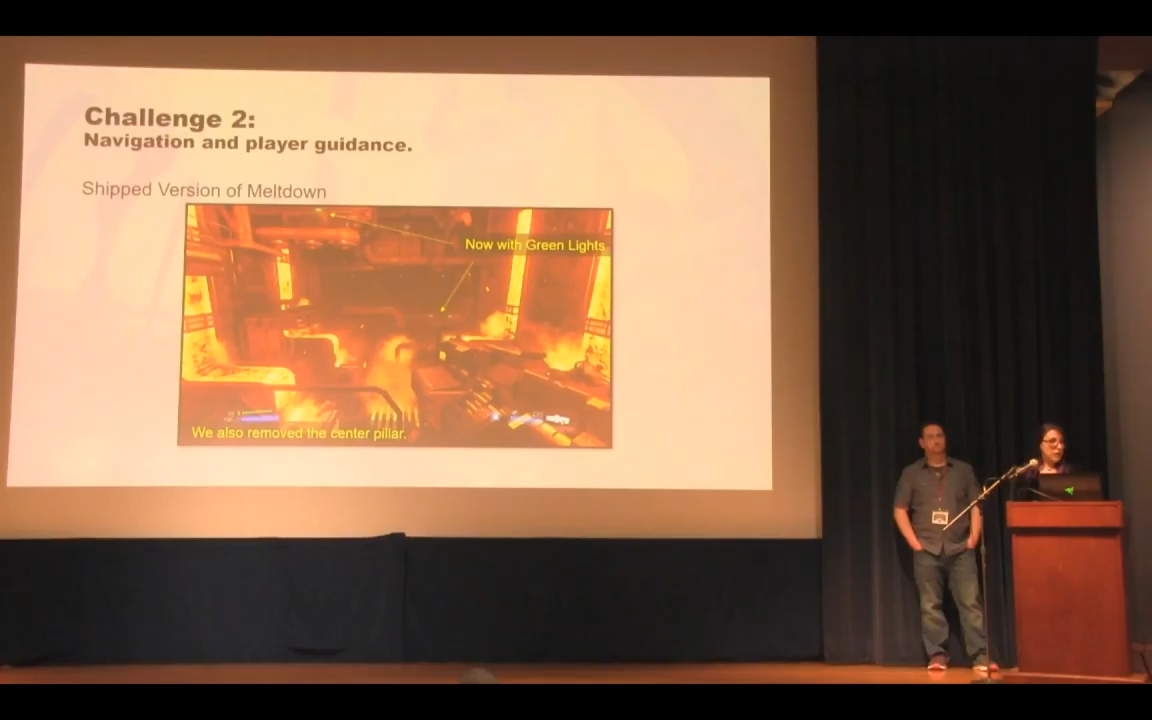 Challenge 2:
Navigation and player guidance.
Shipped Version of Meltdown
Now with Green Lights
We also removed the center pillar.